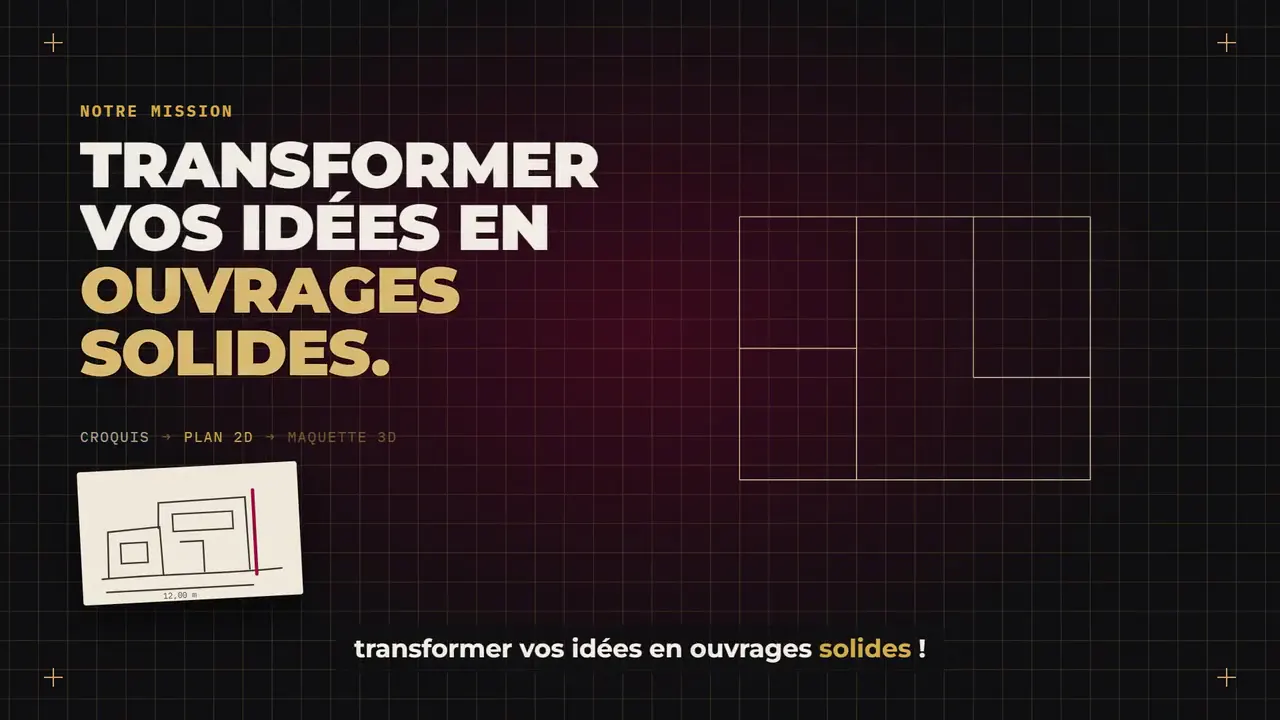 NOTRE MISSION
TRANSFORMER
VOS IDÉES EN
OUVRAGES
SOLIDES.
CROQUIS → PLAN 2D → MAQUETTE 3D
12,00 m
transformer vos idées en ouvrages solides !